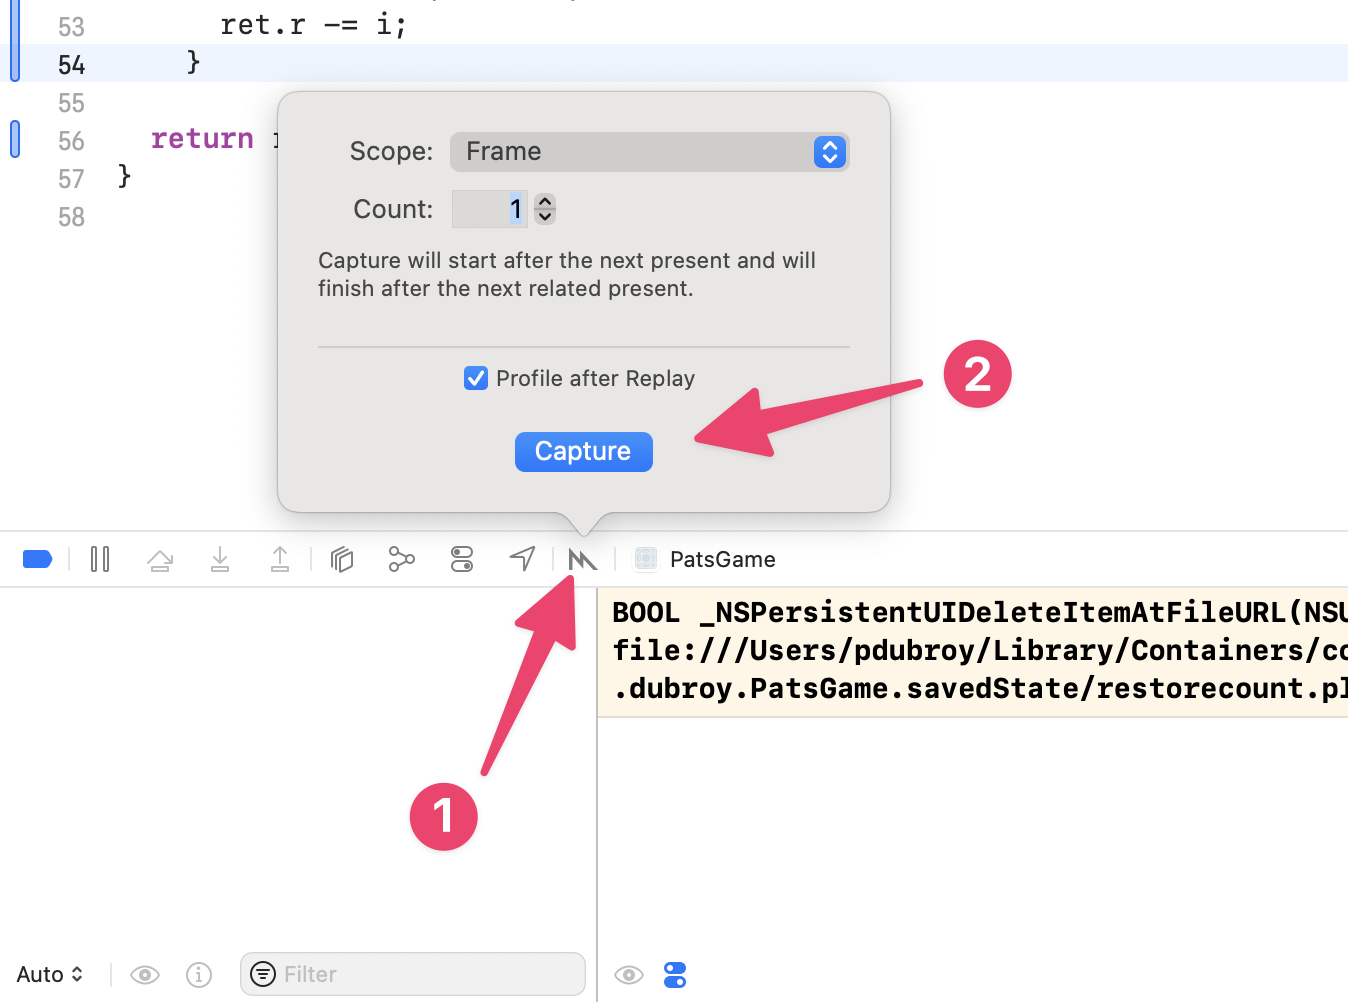 53 ret.r -= i;
54 }
55
56 return
57 }
58
Scope: Frame
Count: 1
Capture will start after the next present and will
finish after the next related present.
Profile after Replay
2
Capture
PatsGame
BOOL _NSPersistentUIDeleteItemAtFileURL(NSU
file:///Users/pdubroy/Library/Containers/co
.dubroy.PatsGame.savedState/restorecount.pl
1
Auto
Filter